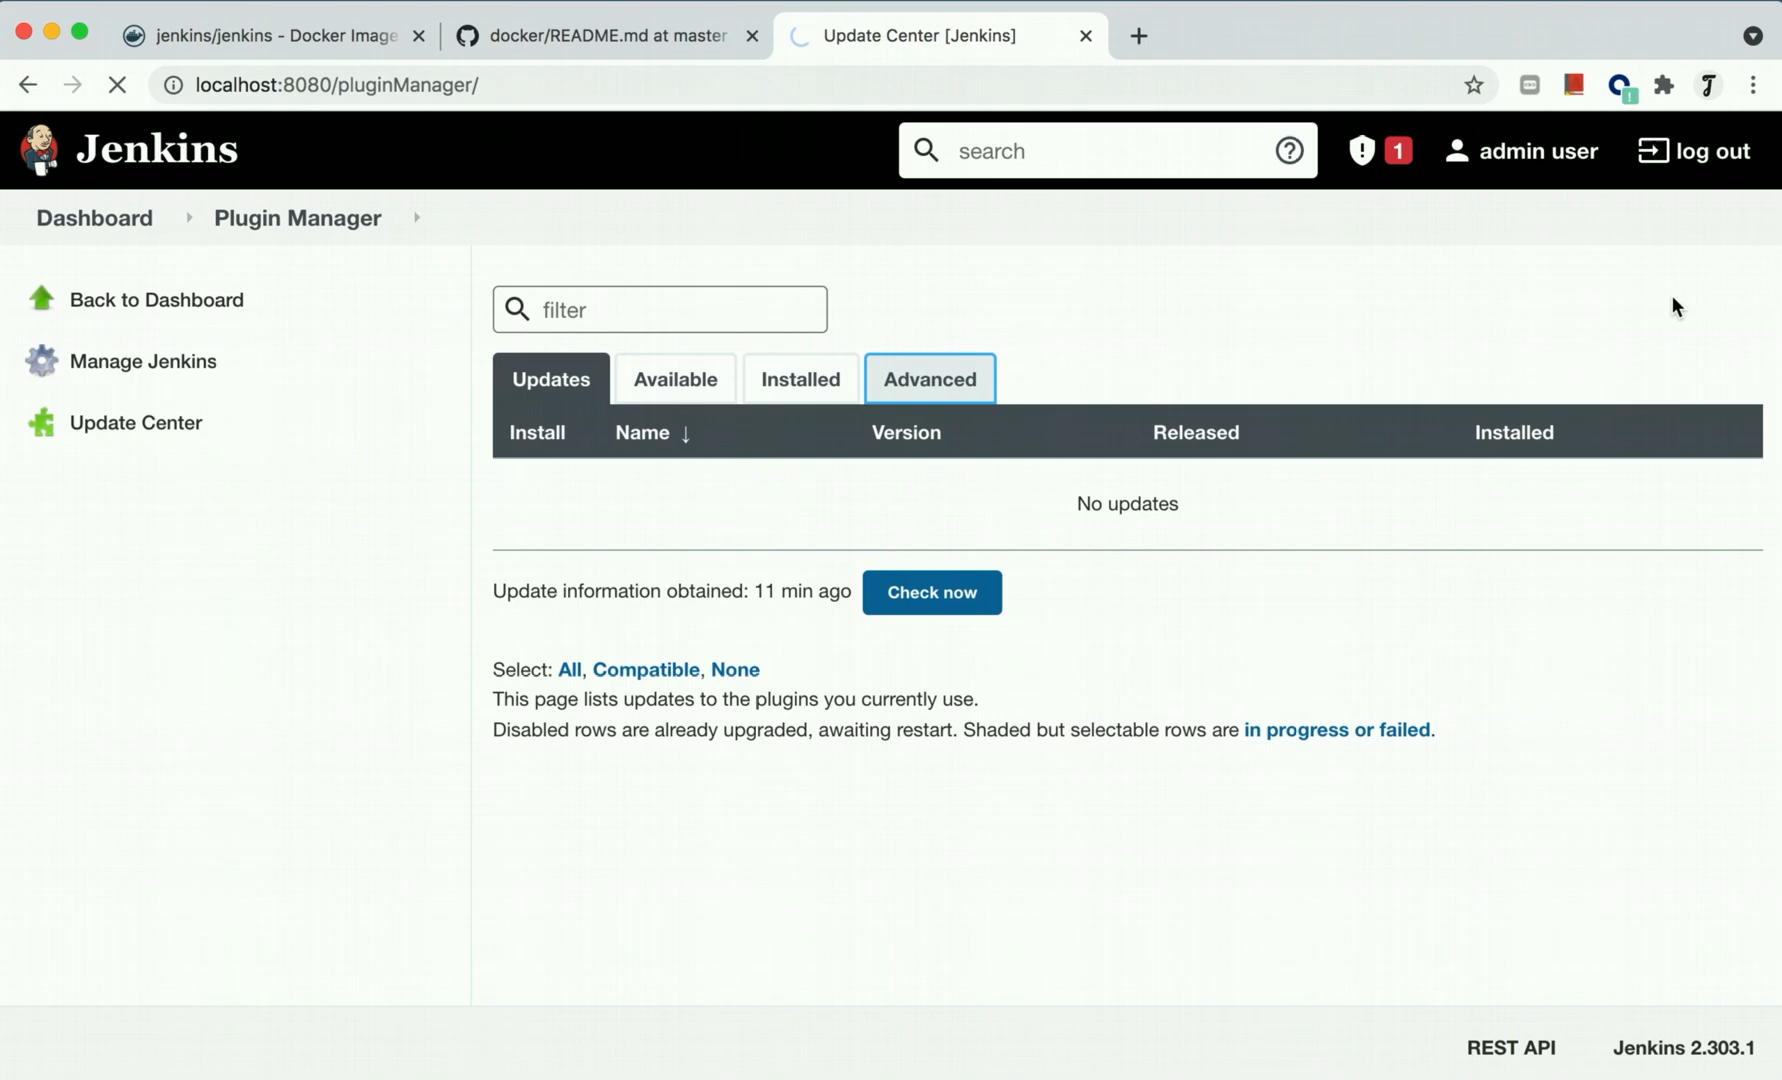 jenkins/jenkins - Docker Image
docker/README.md at master
Update Center [Jenkins]
localhost:8080/pluginManager/
Jenkins
search
1
admin user
log out
Dashboard
Plugin Manager
Back to Dashboard
Manage Jenkins
Update Center
filter
Updates
Available
Installed
Advanced
Install
Name ↓
Version
Released
Installed
No updates
Update information obtained: 11 min ago
Check now
Select: All, Compatible, None
This page lists updates to the plugins you currently use.
Disabled rows are already upgraded, awaiting restart. Shaded but selectable rows are in progress or failed.
REST API
Jenkins 2.303.1